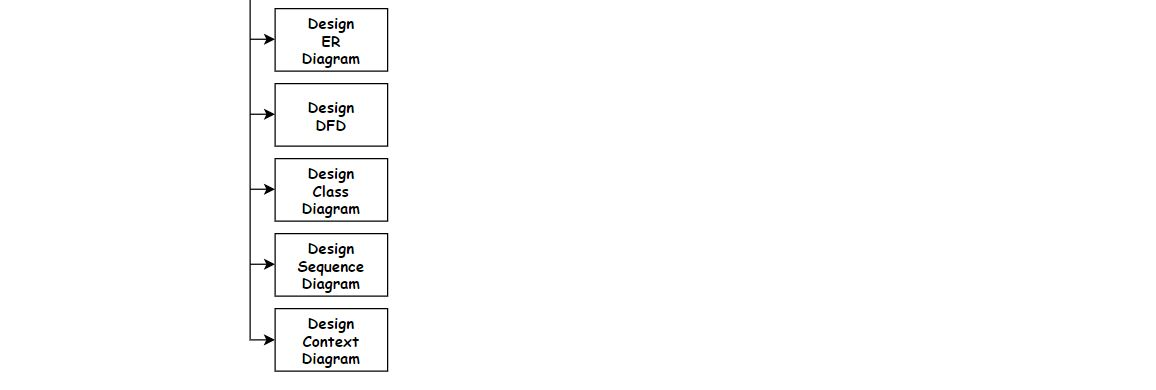 Design
ER
Diagram
Design
DFD
Design
Class
Diagram
Design
Sequence
Diagram
Design
Context
Diagram